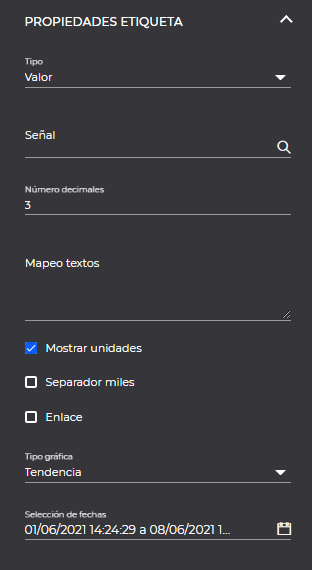 PROPIEDADES ETIQUETA
Tipo
Valor
Señal
Número decimales
3
Mapeo textos
Mostrar unidades
Separador miles
Enlace
Tipo gráfica
Tendencia
Selección de fechas
01/06/2021 14:24:29 a 08/06/2021 1...